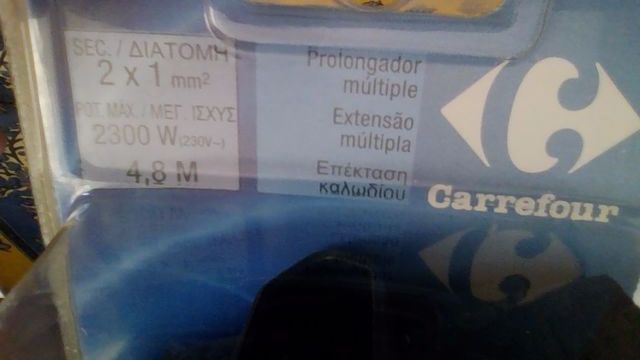 SEC. / ΔΙΑΤΟΜΗ
2 x 1 mm²
POT. MAX. / ΜΕΓ. ΙΣΧΥΣ
2300 W (230V~)
4,8 M
Prolongador
múltiple
Extensão
múltipla
Επέκταση
καλωδίου
Carrefour